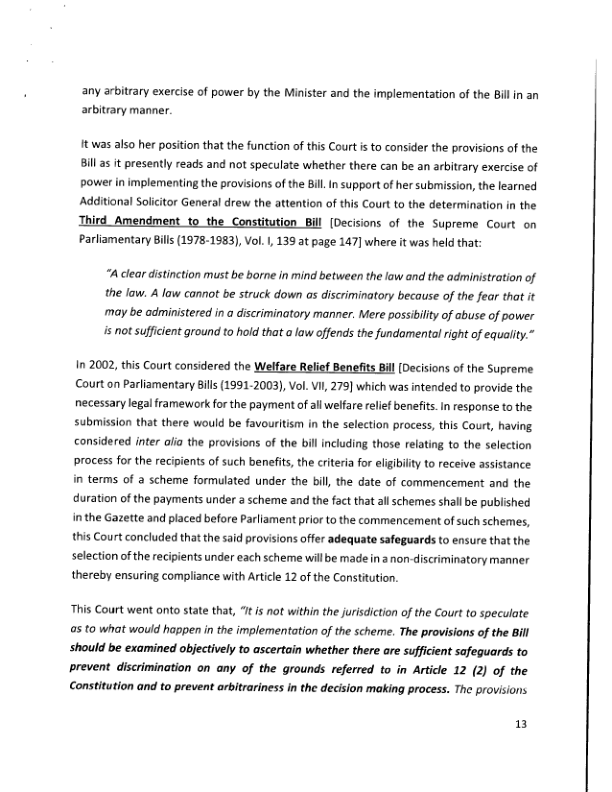 any arbitrary exercise of power by the Minister and the implementation of the Bill in an
arbitrary manner.
It was also her position that the function of this Court is to consider the provisions of the
Bill as it presently reads and not speculate whether there can be an arbitrary exercise of
power in implementing the provisions of the Bill. In support of her submission, the learned
Additional Solicitor General drew the attention of this Court to the determination in the
Third Amendment to the Constitution Bill [Decisions of the Supreme Court on
Parliamentary Bills (1978-1983), Vol. I, 139 at page 147] where it was held that:
"A clear distinction must be borne in mind between the law and the administration of
the law. A law cannot be struck down as discriminatory because of the fear that it
may be administered in a discriminatory manner. Mere possibility of abuse of power
is not sufficient ground to hold that a law offends the fundamental right of equality."
In 2002, this Court considered the Welfare Relief Benefits Bill [Decisions of the Supreme
Court on Parliamentary Bills (1991-2003), Vol. VII, 279] which was intended to provide the
necessary legal framework for the payment of all welfare relief benefits. In response to the
submission that there would be favouritism in the selection process, this Court, having
considered inter alia the provisions of the bill including those relating to the selection
process for the recipients of such benefits, the criteria for eligibility to receive assistance
in terms of a scheme formulated under the bill, the date of commencement and the
duration of the payments under a scheme and the fact that all schemes shall be published
in the Gazette and placed before Parliament prior to the commencement of such schemes,
this Court concluded that the said provisions offer adequate safeguards to ensure that the
selection of the recipients under each scheme will be made in a non-discriminatory manner
thereby ensuring compliance with Article 12 of the Constitution.
This Court went onto state that, "It is not within the jurisdiction of the Court to speculate
as to what would happen in the implementation of the scheme. The provisions of the Bill
should be examined objectively to ascertain whether there are sufficient safeguards to
prevent discrimination on any of the grounds referred to in Article 12 (2) of the
Constitution and to prevent arbitrariness in the decision making process. The provisions
13